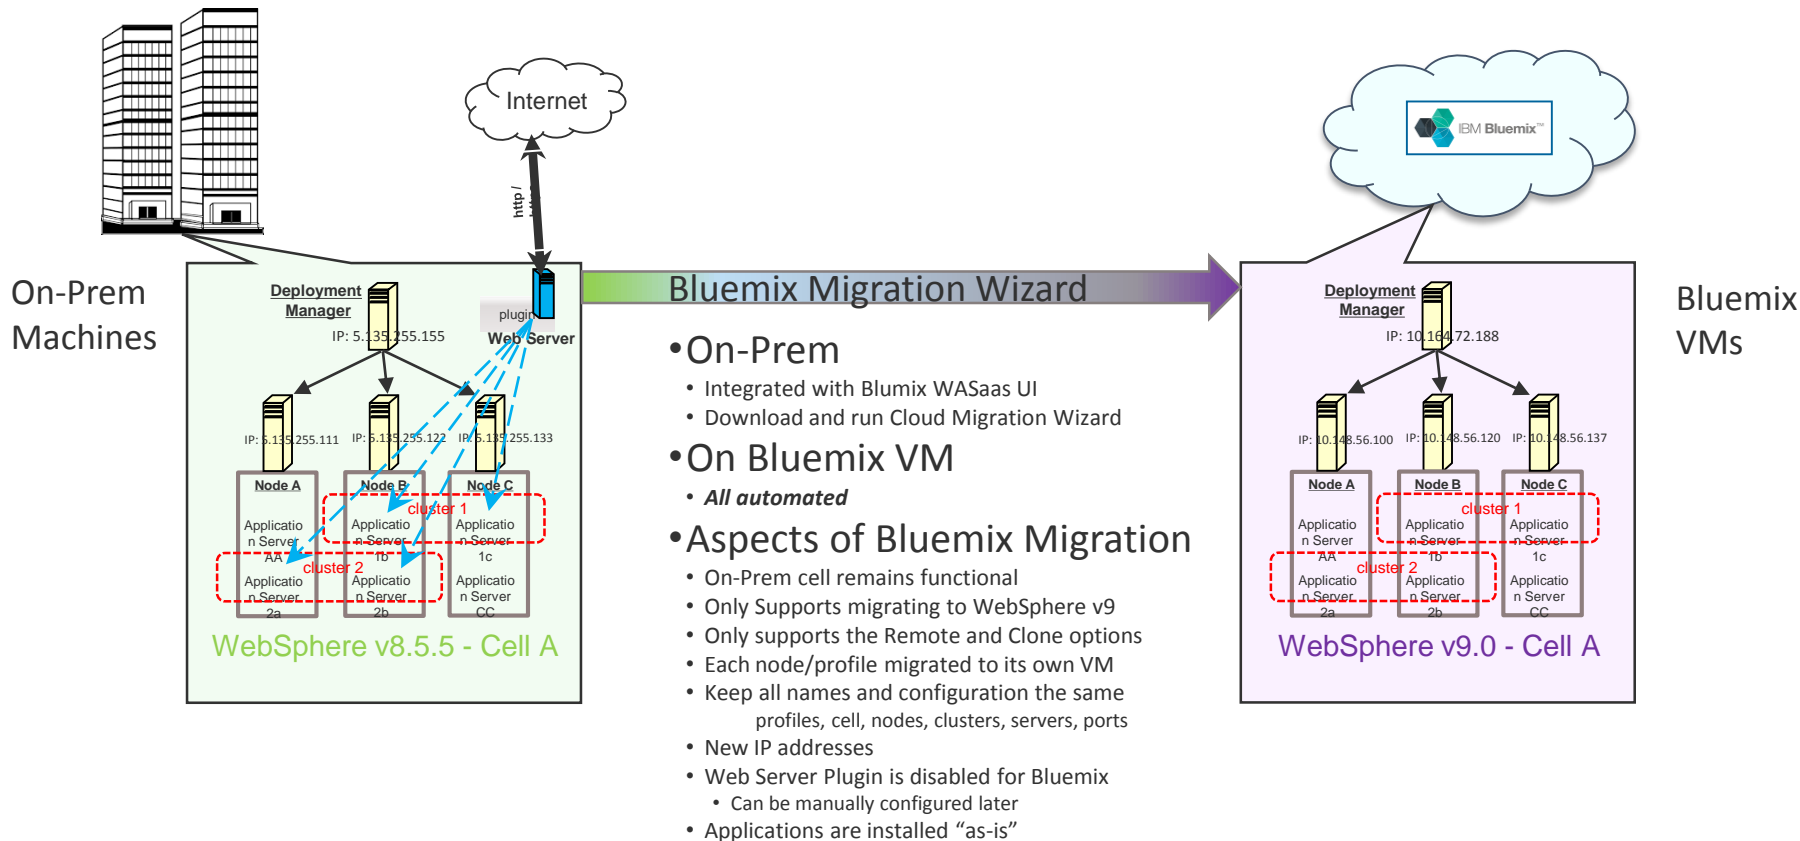 Internet
IBM Bluemix™
http /
On-Prem
Machines
Deployment
Manager
IP: 5.135.255.155
plugin
Web Server
IP: 5.135.255.111
IP: 5.135.255.122
IP: 5.135.255.133
Node A
Node B
Node C
cluster 1
Applicatio
n Server
AA
Applicatio
n Server
1b
Applicatio
n Server
1c
cluster 2
Applicatio
n Server
2a
Applicatio
n Server
2b
Applicatio
n Server
CC
WebSphere v8.5.5 - Cell A
Bluemix Migration Wizard
•On-Prem
• Integrated with Blumix WASaas UI
• Download and run Cloud Migration Wizard
•On Bluemix VM
• All automated
•Aspects of Bluemix Migration
• On-Prem cell remains functional
• Only Supports migrating to WebSphere v9
• Only supports the Remote and Clone options
• Each node/profile migrated to its own VM
• Keep all names and configuration the same
profiles, cell, nodes, clusters, servers, ports
• New IP addresses
• Web Server Plugin is disabled for Bluemix
• Can be manually configured later
• Applications are installed “as-is”
Deployment
Manager
IP: 10.164.72.188
IP: 10.148.56.100
IP: 10.148.56.120
IP: 10.148.56.137
Node A
Node B
Node C
cluster 1
Applicatio
n Server
AA
Applicatio
n Server
1b
Applicatio
n Server
1c
cluster 2
Applicatio
n Server
2a
Applicatio
n Server
2b
Applicatio
n Server
CC
WebSphere v9.0 - Cell A
Bluemix
VMs